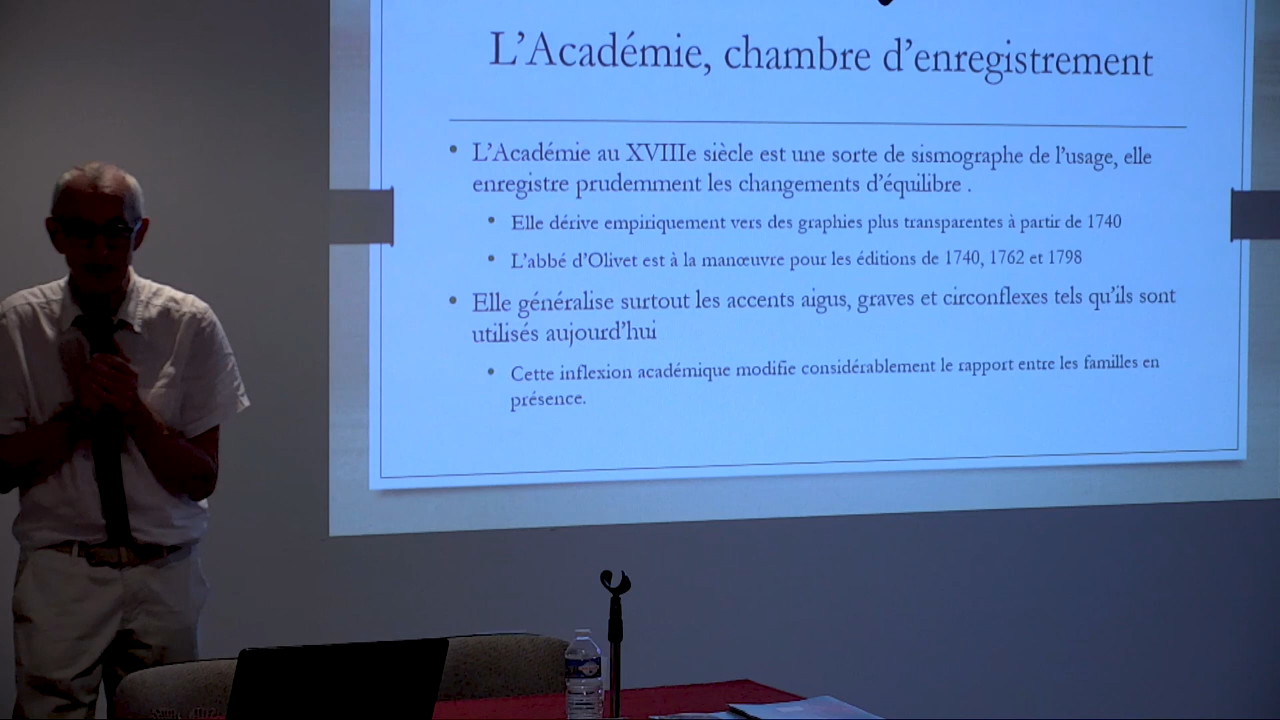 L'Académie, chambre d'enregistrement
• L'Académie au XVIIIe siècle est une sorte de sismographe de l'usage, elle
enregistre prudemment les changements d'équilibre .
• Elle dérive empiriquement vers des graphies plus transparentes à partir de 1740
• L'abbé d'Olivet est à la manœuvre pour les éditions de 1740, 1762 et 1798
• Elle généralise surtout les accents aigus, graves et circonflexes tels qu'ils sont
utilisés aujourd'hui
• Cette inflexion académique modifie considérablement le rapport entre les familles en
présence.